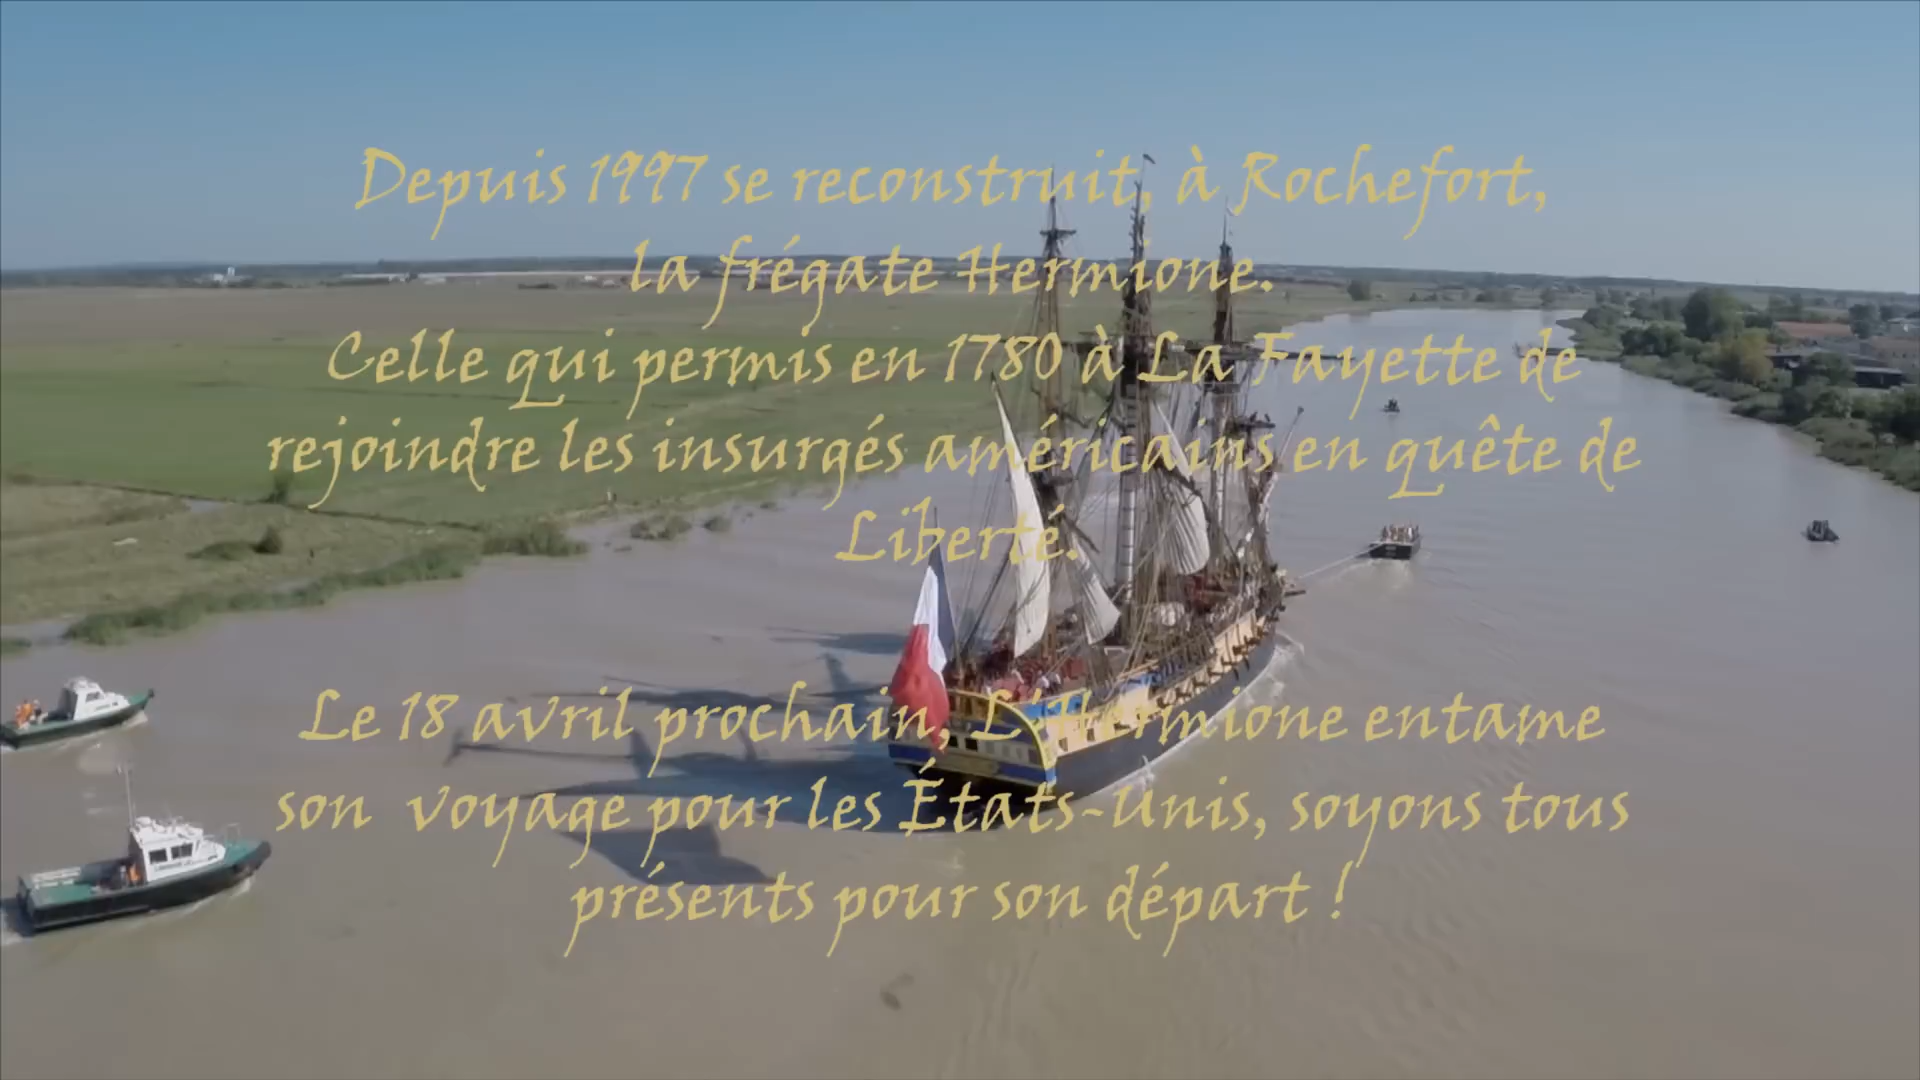 Depuis 1997 se reconstruit, à Rochefort,
la frégate Hermione.
Celle qui permis en 1780 à La Fayette de
rejoindre les insurgés américains en quête de
Liberté.
Le 18 avril prochain, L'Hermione entame
son voyage pour les États-Unis, soyons tous
présents pour son départ !